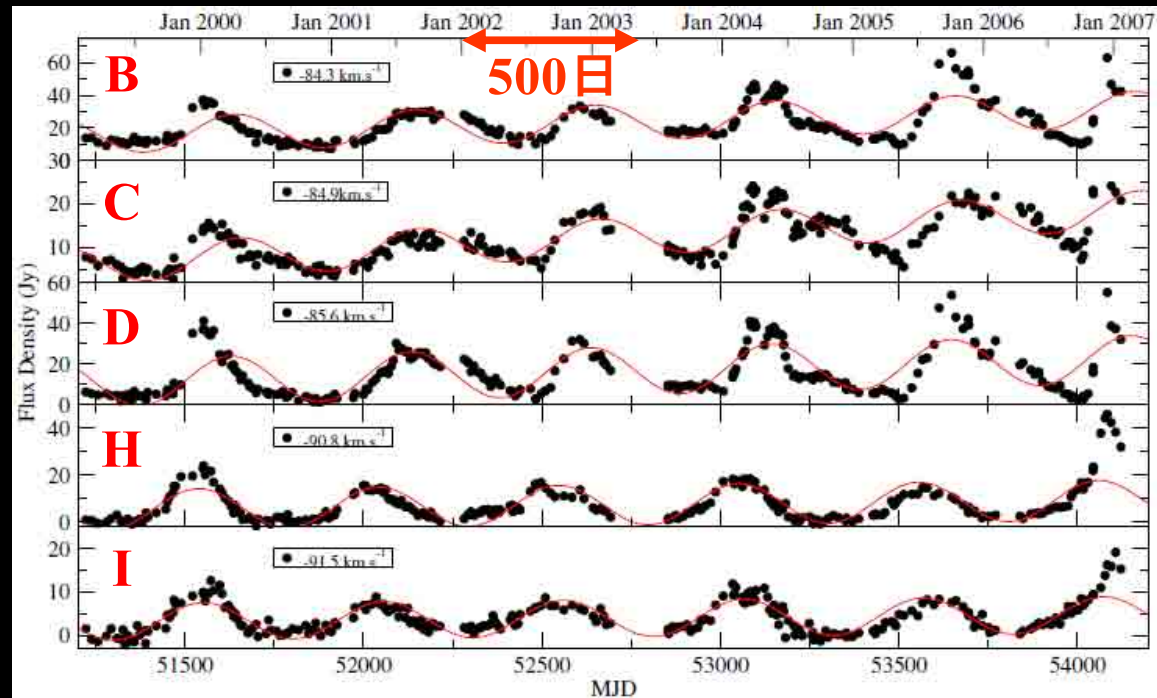 Jan 2000 Jan 2001 Jan 2002 Jan 2003 Jan 2004 Jan 2005 Jan 2006 Jan 2007
500日
B
-84.3 km.s⁻¹
60
40
20
0
C
-84.9km.s⁻¹
30
20
10
D
-85.6 km.s⁻¹
60
40
20
0
H
-90.8 km.s⁻¹
40
20
0
I
-91.5 km.s⁻¹
20
10
0
Flux Density (Jy)
51500 52000 52500 53000 53500 54000
MJD